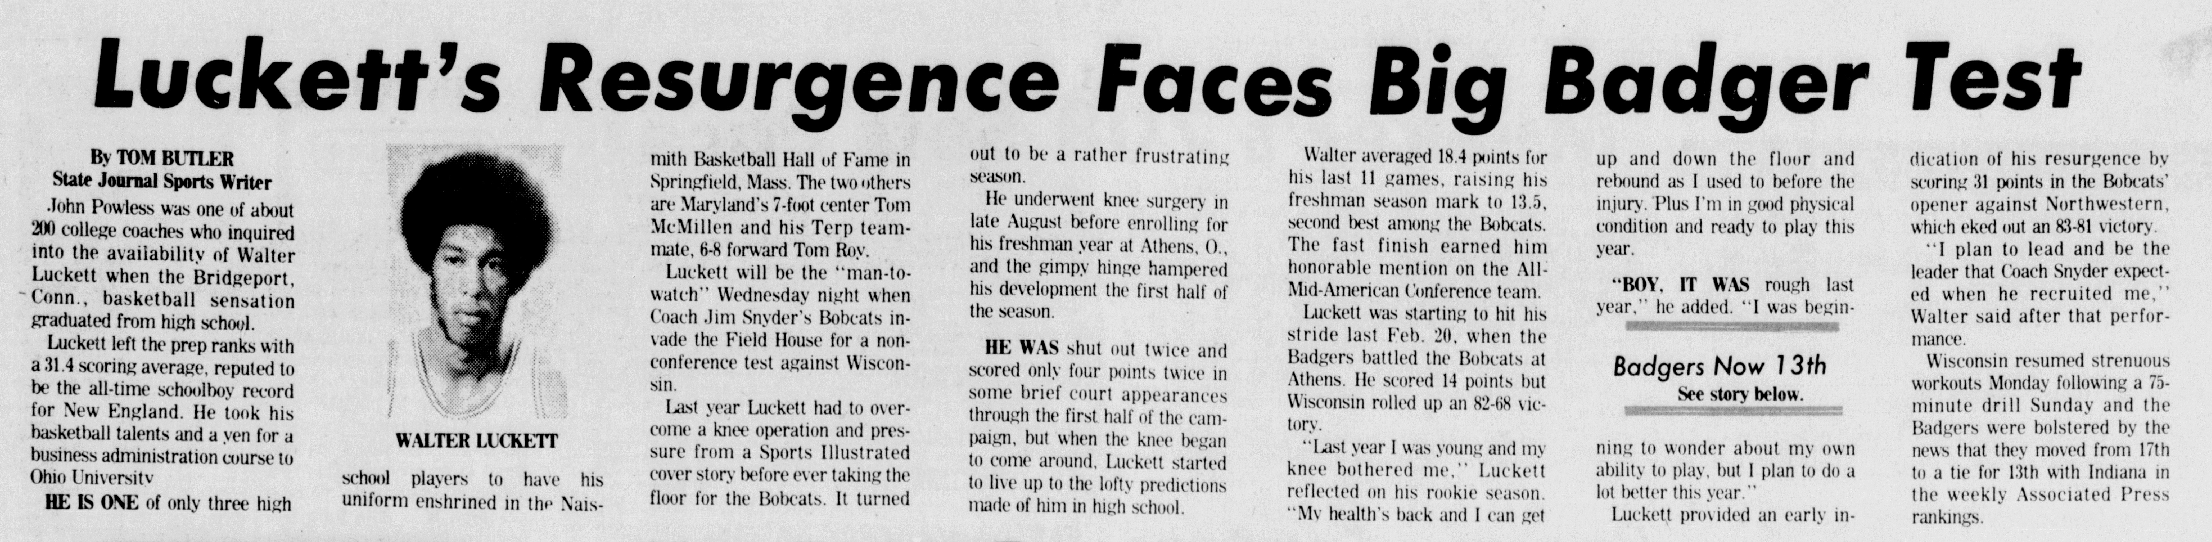 Luckett's Resurgence Faces Big Badger Test
By TOM BUTLER
State Journal Sports Writer
John Powless was one of about
200 college coaches who inquired
into the availability of Walter
Luckett when the Bridgeport,
Conn., basketball sensation
graduated from high school.
Luckett left the prep ranks with
a 31.4 scoring average, reputed to
be the all-time schoolboy record
for New England. He took his
basketball talents and a yen for a
business administration course to
Ohio University
HE IS ONE of only three high
WALTER LUCKETT
school players to have his
uniform enshrined in the Nais-
mith Basketball Hall of Fame in
Springfield, Mass. The two others
are Maryland's 7-foot center Tom
McMillen and his Terp team-
mate, 6-8 forward Tom Roy.
Luckett will be the "man-to-
watch" Wednesday night when
Coach Jim Snyder's Bobcats in-
vade the Field House for a non-
conference test against Wiscon-
sin.
Last year Luckett had to over-
come a knee operation and pres-
sure from a Sports Illustrated
cover story before ever taking the
floor for the Bobcats. It turned
out to be a rather frustrating
season.
He underwent knee surgery in
late August before enrolling for
his freshman year at Athens, O.,
and the gimpy hinge hampered
his development the first half of
the season.
HE WAS shut out twice and
scored only four points twice in
some brief court appearances
through the first half of the cam-
paign, but when the knee began
to come around, Luckett started
to live up to the lofty predictions
made of him in high school.
Walter averaged 18.4 points for
his last 11 games, raising his
freshman season mark to 13.5,
second best among the Bobcats.
The fast finish earned him
honorable mention on the All-
Mid-American Conference team.
Luckett was starting to hit his
stride last Feb. 20, when the
Badgers battled the Bobcats at
Athens. He scored 14 points but
Wisconsin rolled up an 82-68 vic-
tory.
"Last year I was young and my
knee bothered me," Luckett
reflected on his rookie season.
"My health's back and I can get
up and down the floor and
rebound as I used to before the
injury. Plus I'm in good physical
condition and ready to play this
year.
"BOY, IT WAS rough last
year," he added. "I was begin-
Badgers Now 13th
See story below.
ning to wonder about my own
ability to play, but I plan to do a
lot better this year."
Luckett provided an early in-
dication of his resurgence by
scoring 31 points in the Bobcats'
opener against Northwestern,
which eked out an 83-81 victory.
"I plan to lead and be the
leader that Coach Snyder expect-
ed when he recruited me,"
Walter said after that perfor-
mance.
Wisconsin resumed strenuous
workouts Monday following a 75-
minute drill Sunday and the
Badgers were bolstered by the
news that they moved from 17th
to a tie for 13th with Indiana in
the weekly Associated Press
rankings.